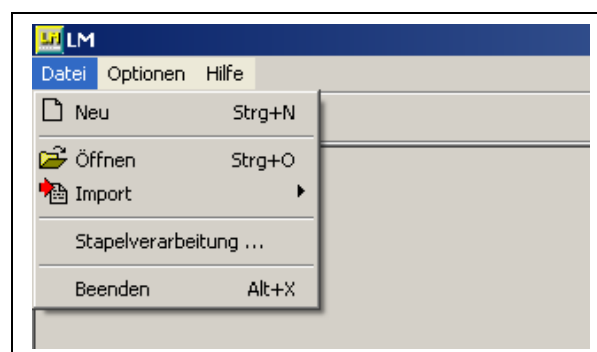 LM
Datei Optionen Hilfe
Neu Strg+N
Öffnen Strg+O
Import
Stapelverarbeitung ...
Beenden Alt+X